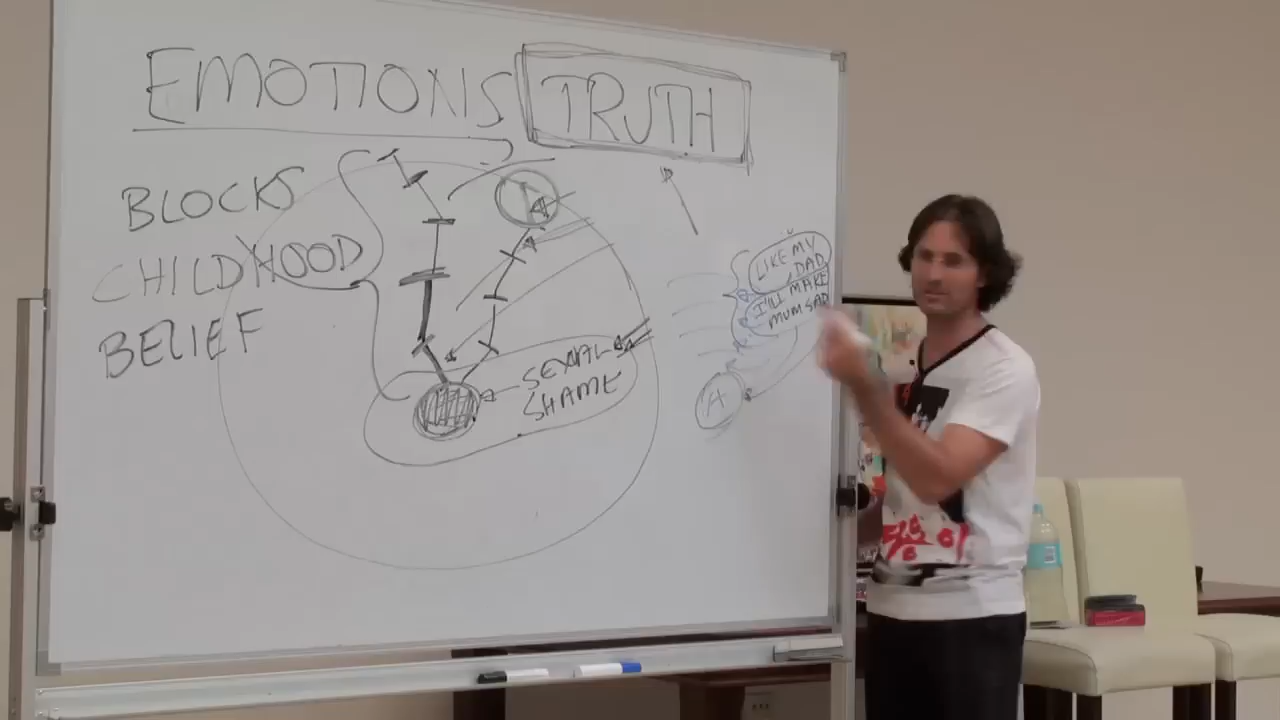 EMOTIONS TRUTH
BLOCKS
CHILDHOOD
BELIEF
SEXUAL
SHAME
LIKE MY
DAD
I'LL MAKE
MUM SAD
A